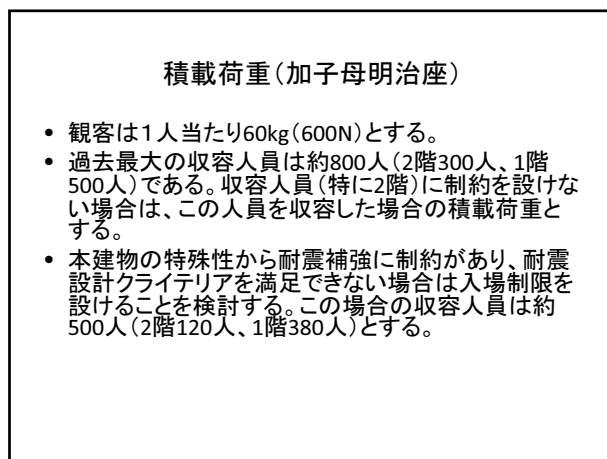 積載荷重(加子母明治座)
• 観客は1人当たり60kg(600N)とする。
• 過去最大の収容人員は約800人(2階300人、1階
500人)である。収容人員(特に2階)に制約を設けな
い場合は、この人員を収容した場合の積載荷重と
する。
• 本建物の特殊性から耐震補強に制約があり、耐震
設計クライテリアを満足できない場合は入場制限を
設けることを検討する。この場合の収容人員は約
500人(2階120人、1階380人)とする。